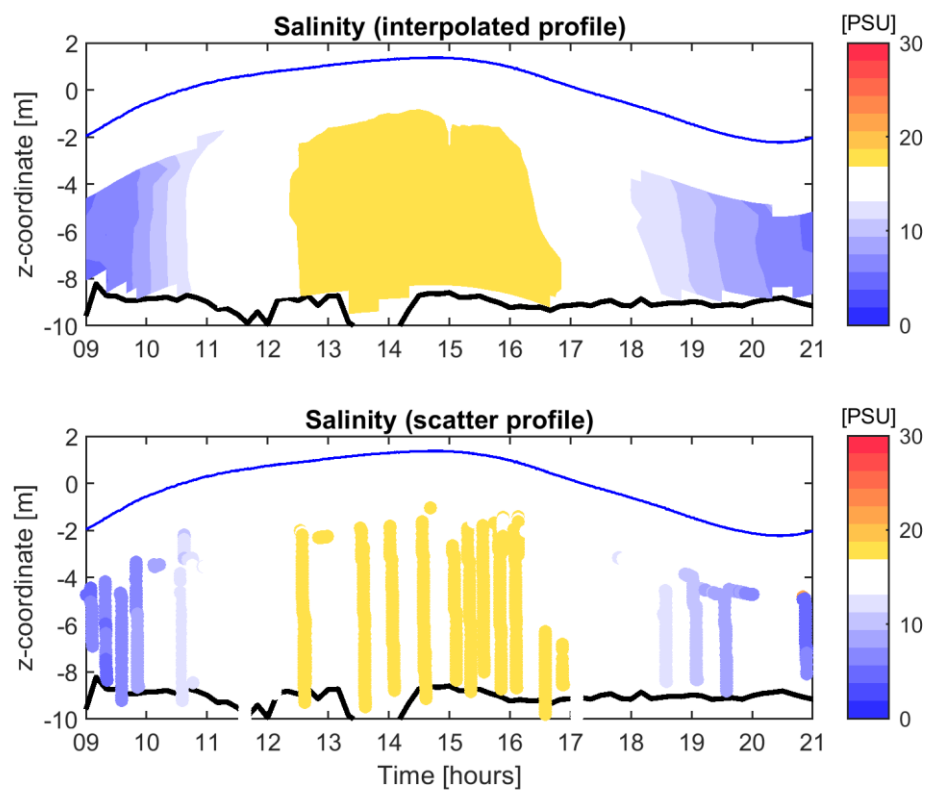 Salinity (interpolated profile)
[PSU]
z-coordinate [m]
2
0
-2
-4
-6
-8
-10
09 10 11 12 13 14 15 16 17 18 19 20 21
30
20
10
0
Salinity (scatter profile)
[PSU]
z-coordinate [m]
2
0
-2
-4
-6
-8
-10
09 10 11 12 13 14 15 16 17 18 19 20 21
30
20
10
0
Time [hours]